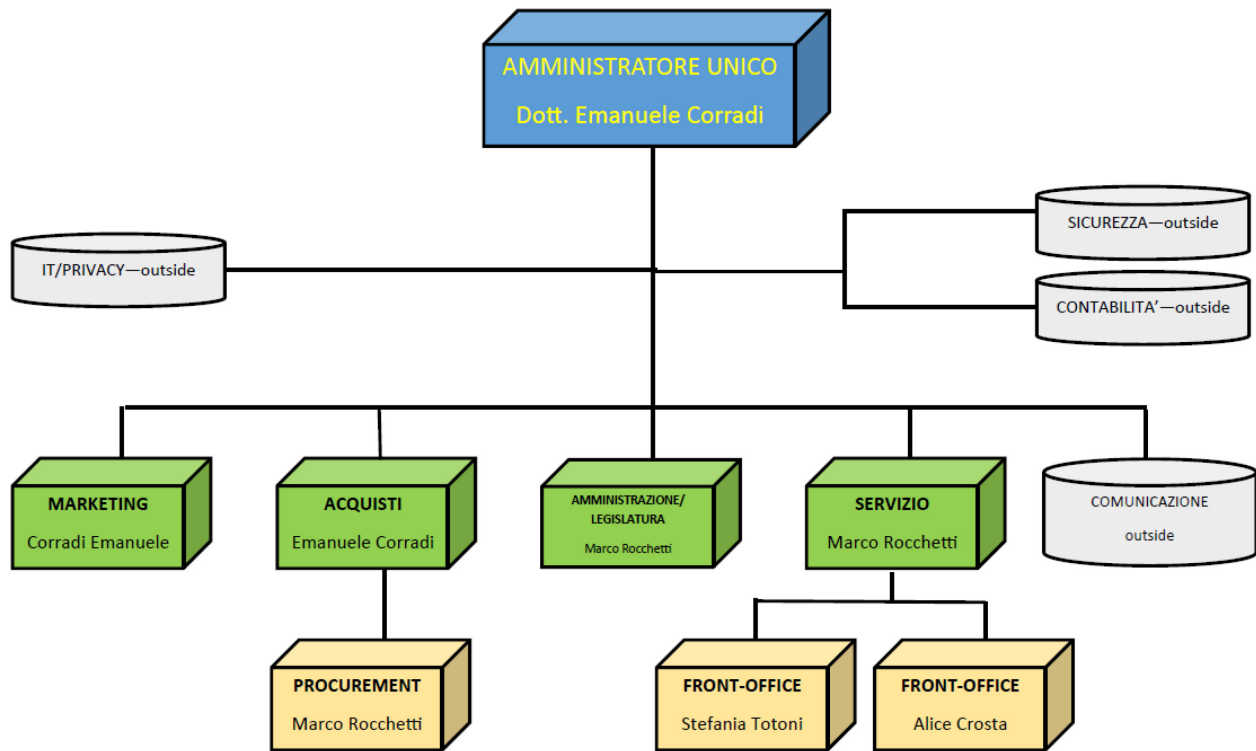 AMMINISTRATORE UNICO
Dott. Emanuele Corradi
SICUREZZA—outside
IT/PRIVACY—outside
CONTABILITA’—outside
MARKETING
Corradi Emanuele
ACQUISTI
Emanuele Corradi
AMMINISTRAZIONE/
LEGISLATURA
Marco Rocchetti
SERVIZIO
Marco Rocchetti
COMUNICAZIONE
outside
PROCUREMENT
Marco Rocchetti
FRONT-OFFICE
Stefania Totoni
FRONT-OFFICE
Alice Crosta